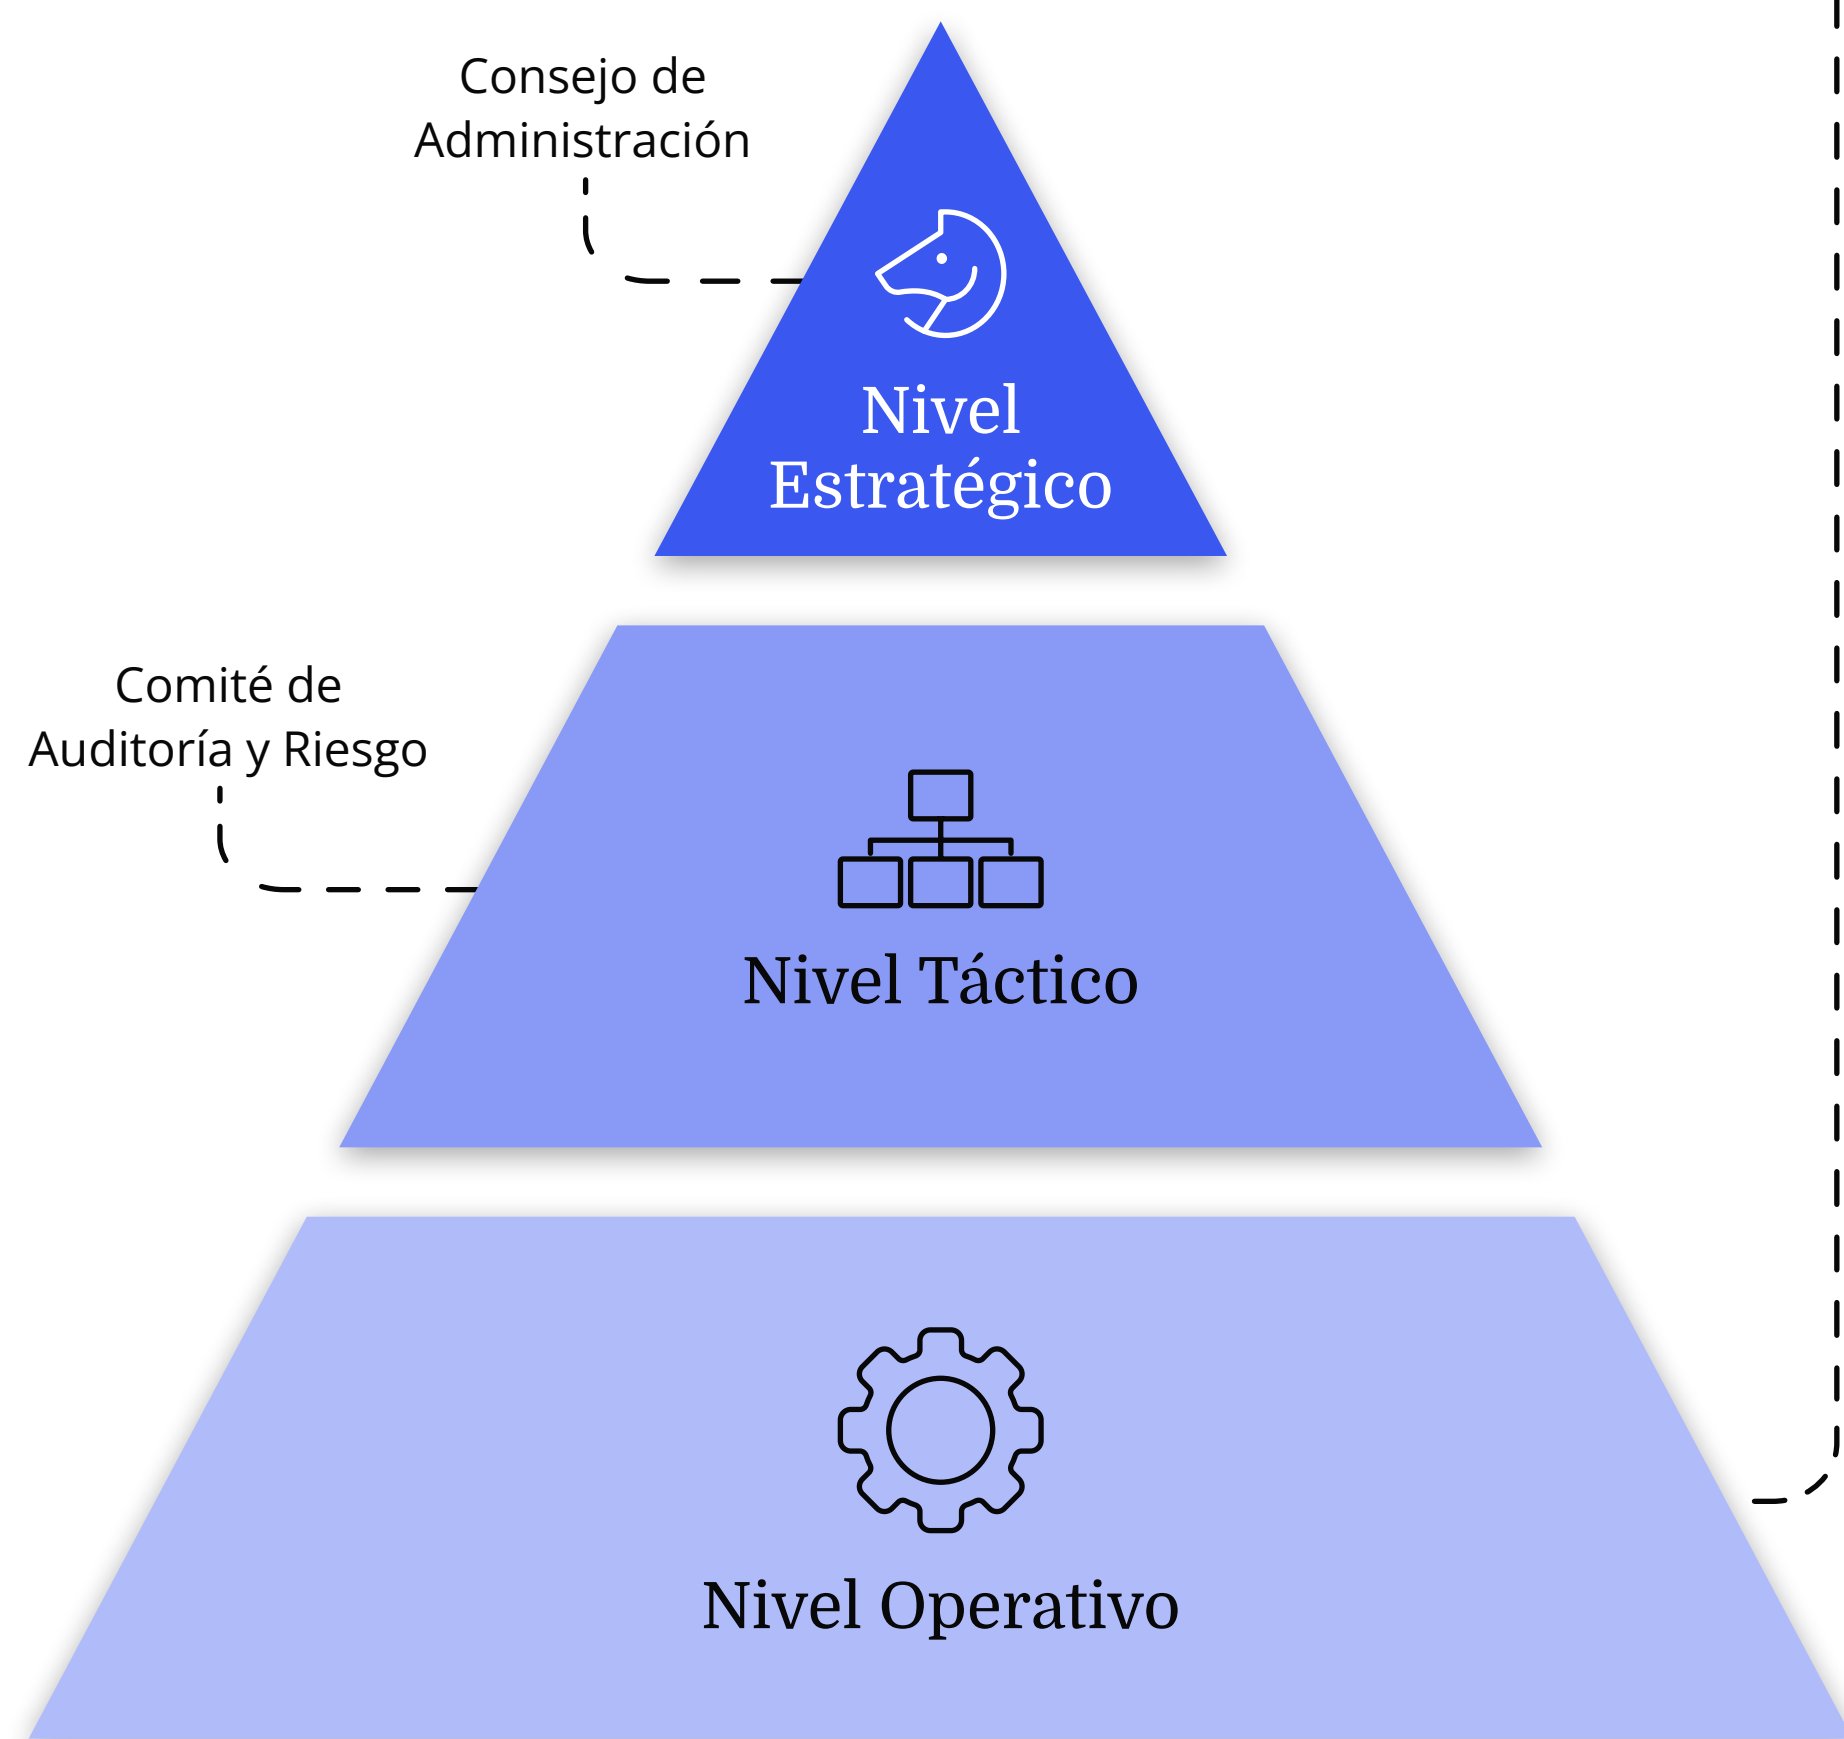 Consejo de
Administración
Nivel
Estratégico
Comité de
Auditoría y Riesgo
Nivel Táctico
Nivel Operativo